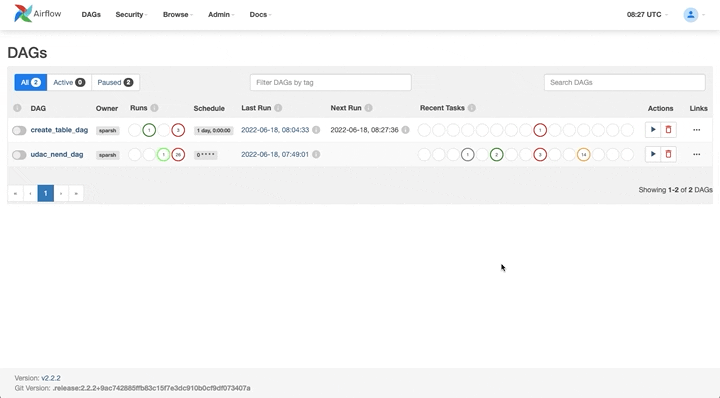 Airflow DAGs Security Browse Admin Docs 08:27 UTC
DAGs
All 2 Active 0 Paused 2 Filter DAGs by tag Search DAGs
DAG Owner Runs Schedule Last Run Next Run Recent Tasks Actions Links
create_table_dag sparsh 1 3 1 day, 0:00:00 2022-06-18, 08:04:33 2022-06-18, 08:27:36 1
udac_nend_dag sparsh 1 26 0 * * * * 2022-06-18, 07:49:01 1 2 3 14
« ‹ 1 › » Showing 1-2 of 2 DAGs
Version: v2.2.2
Git Version: .release:2.2.2+9ac742885ffb83c15f7e3dc910b0cf9df073407a